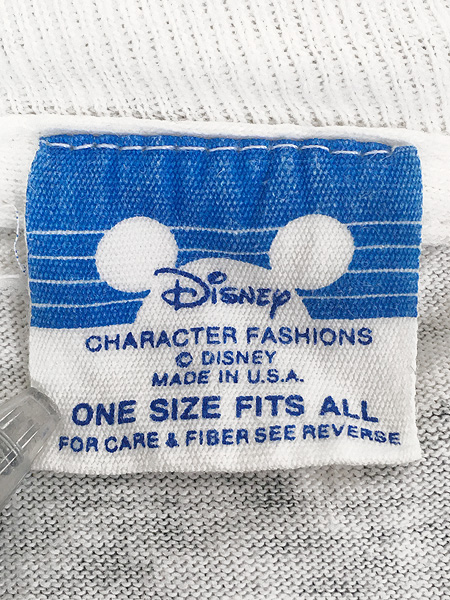 Disney
CHARACTER FASHIONS
© DISNEY
MADE IN U.S.A.
ONE SIZE FITS ALL
FOR CARE & FIBER SEE REVERSE